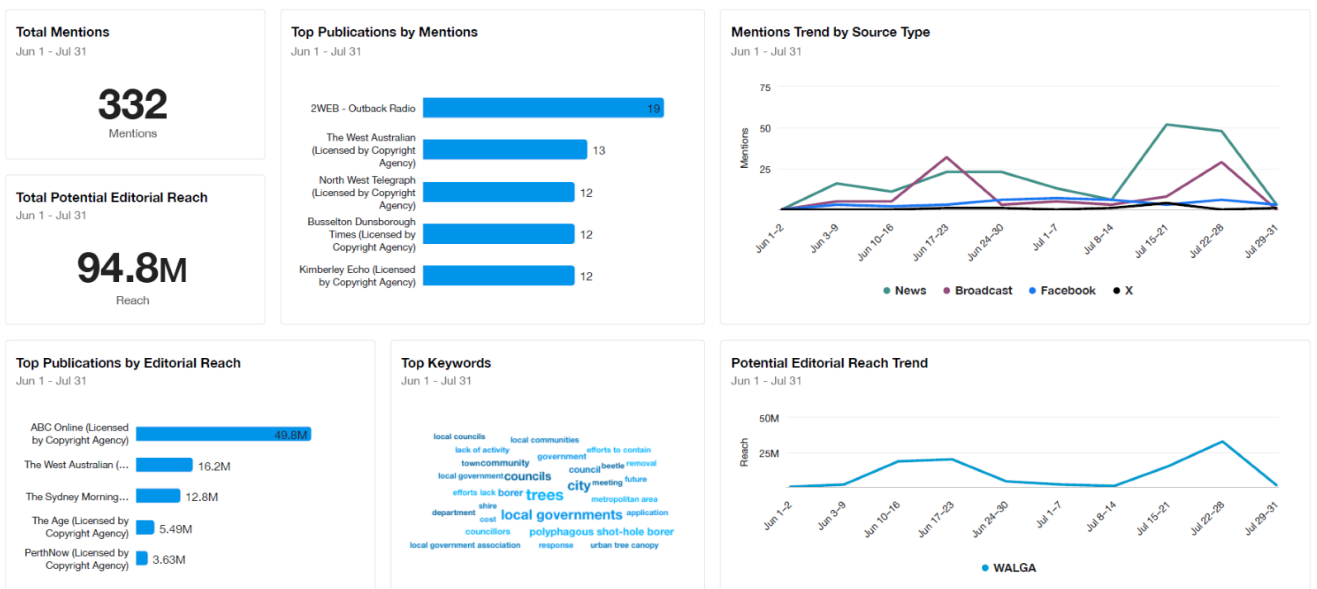 Total Mentions
Jun 1 - Jul 31
332
Mentions
Total Potential Editorial Reach
Jun 1 - Jul 31
94.8M
Reach
Top Publications by Mentions
Jun 1 - Jul 31
2WEB - Outback Radio
19
The West Australian
(Licensed by Copyright
Agency)
13
North West Telegraph
(Licensed by Copyright
Agency)
12
Busselton Dunsborough
Times (Licensed by
Copyright Agency)
12
Kimberley Echo (Licensed
by Copyright Agency)
12
Mentions Trend by Source Type
Jun 1 - Jul 31
Mentions
75
50
25
Jun 1–2
Jun 3–9
Jun 10–16
Jun 17–23
Jun 24–30
Jul 1–7
Jul 8–14
Jul 15–21
Jul 22–28
Jul 29–31
News Broadcast Facebook X
Top Publications by Editorial Reach
Jun 1 - Jul 31
ABC Online (Licensed
by Copyright Agency)
49.8M
The West Australian (...
16.2M
The Sydney Morning...
12.8M
The Age (Licensed by
Copyright Agency)
5.49M
PerthNow (Licensed by
Copyright Agency)
3.63M
Top Keywords
Jun 1 - Jul 31
local councils
local communities
lack of activity
efforts to contain
government
town community
council beetle removal
local government councils
city meeting future
efforts lack borer trees
metropolitan area
shire
department cost local governments application
councillors polyphagous shot-hole borer
local government association response urban tree canopy
Potential Editorial Reach Trend
Jun 1 - Jul 31
Reach
50M
25M
Jun 1–2
Jun 3–9
Jun 10–16
Jun 17–23
Jun 24–30
Jul 1–7
Jul 8–14
Jul 15–21
Jul 22–28
Jul 29–31
WALGA